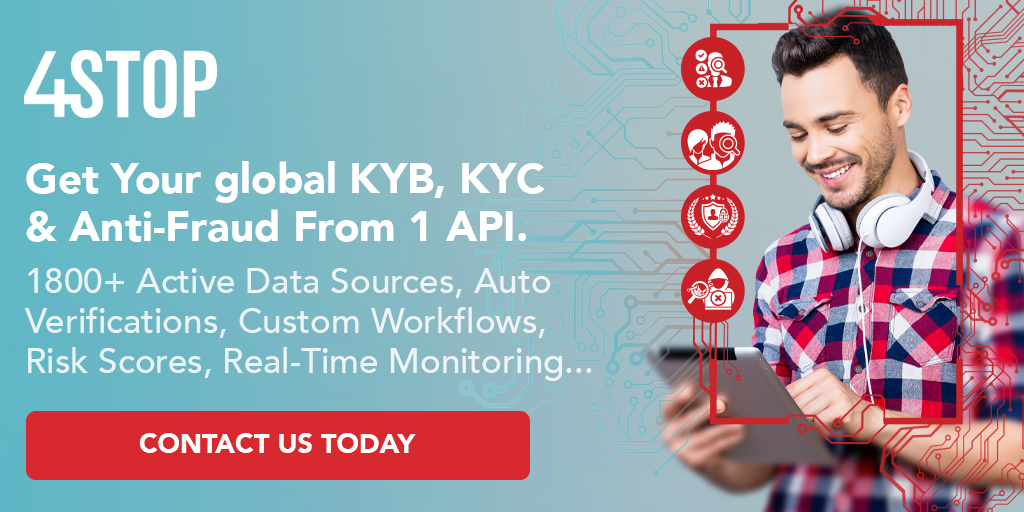 4STOP
Get Your global KYB, KYC
& Anti-Fraud From 1 API.
1800+ Active Data Sources, Auto
Verifications, Custom Workflows,
Risk Scores, Real-Time Monitoring...
CONTACT US TODAY